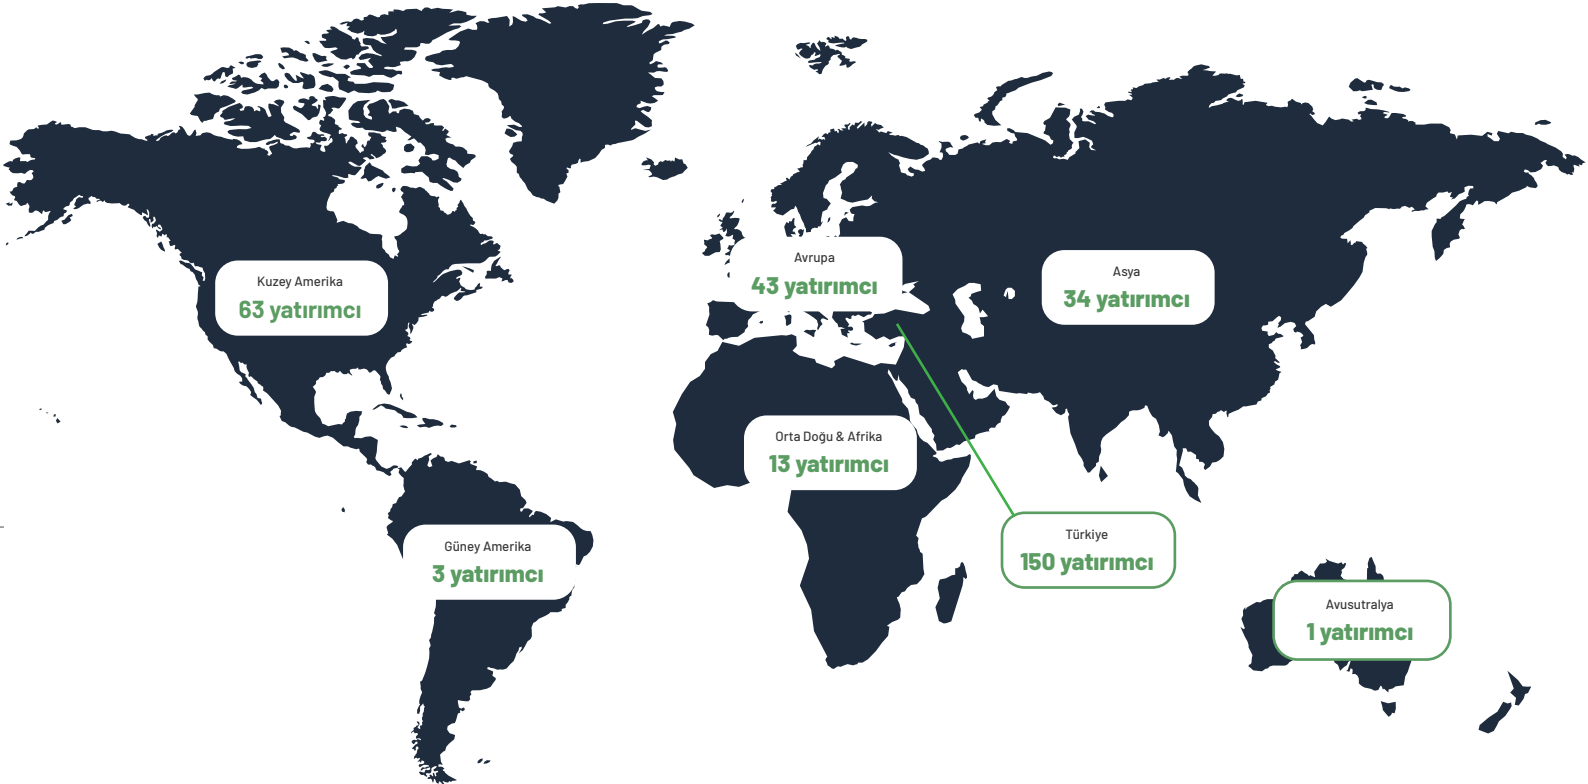 Avrupa
43 yatırımcı
Asya
34 yatırımcı
Kuzey Amerika
63 yatırımcı
Orta Doğu & Afrika
13 yatırımcı
Türkiye
150 yatırımcı
Güney Amerika
3 yatırımcı
Avusutralya
1 yatırımcı